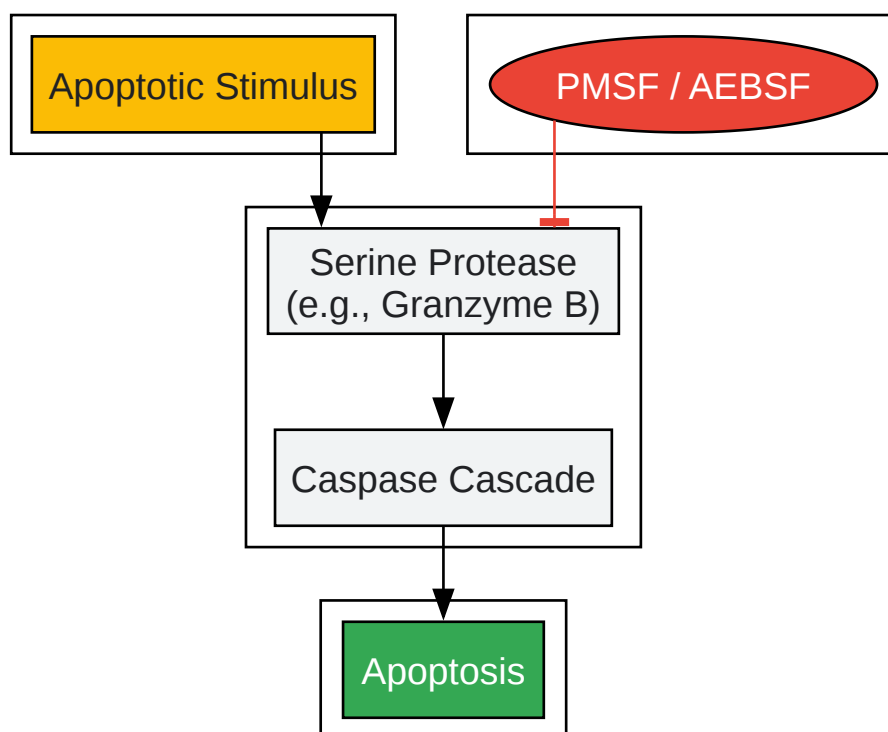 Apoptotic Stimulus
PMSF / AEBSF
Serine Protease
(e.g., Granzyme B)
Caspase Cascade
Apoptosis